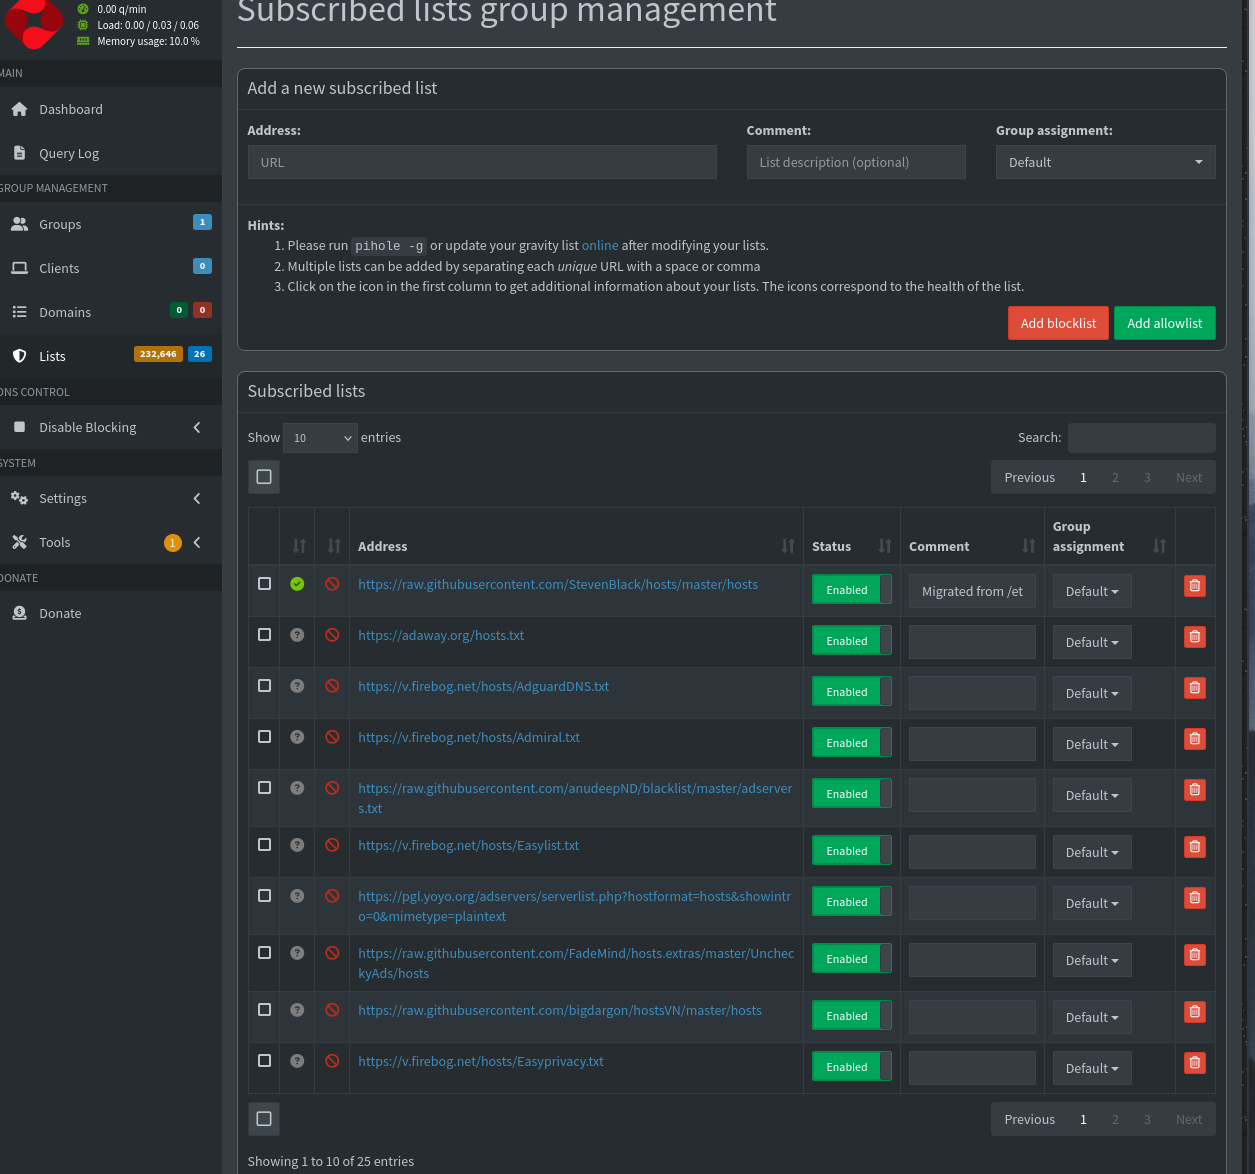 Subscribed lists group management
0.00 q/min
Load: 0.00 / 0.03 / 0.06
Memory usage: 10.0 %
MAIN
Dashboard
Query Log
GROUP MANAGEMENT
Groups 1
Clients 0
Domains 0 0
Lists 232,646 26
ONS CONTROL
Disable Blocking
SYSTEM
Settings
Tools 1
DONATE
Donate
Add a new subscribed list
Address: Comment: Group assignment:
URL List description (optional) Default
Hints:
1. Please run pihole -g or update your gravity list online after modifying your lists.
2. Multiple lists can be added by separating each unique URL with a space or comma
3. Click on the icon in the first column to get additional information about your lists. The icons correspond to the health of the list.
Add blocklist Add allowlist
Subscribed lists
Show 10 entries Search:
Previous 1 2 3 Next
Address Status Comment Group
assignment
https://raw.githubusercontent.com/StevenBlack/hosts/master/hosts Enabled Migrated from /et Default
https://adaway.org/hosts.txt Enabled Default
https://v.firebog.net/hosts/AdguardDNS.txt Enabled Default
https://v.firebog.net/hosts/Admiral.txt Enabled Default
https://raw.githubusercontent.com/anudeepND/blacklist/master/adserver Enabled Default
s.txt
https://v.firebog.net/hosts/Easylist.txt Enabled Default
https://pgl.yoyo.org/adservers/serverlist.php?hostformat=hosts&showintr Enabled Default
o=0&mimetype=plaintext
https://raw.githubusercontent.com/FadeMind/hosts.extras/master/Unchec Enabled Default
kyAds/hosts
https://raw.githubusercontent.com/bigdargon/hostsVN/master/hosts Enabled Default
https://v.firebog.net/hosts/Easyprivacy.txt Enabled Default
Previous 1 2 3 Next
Showing 1 to 10 of 25 entries